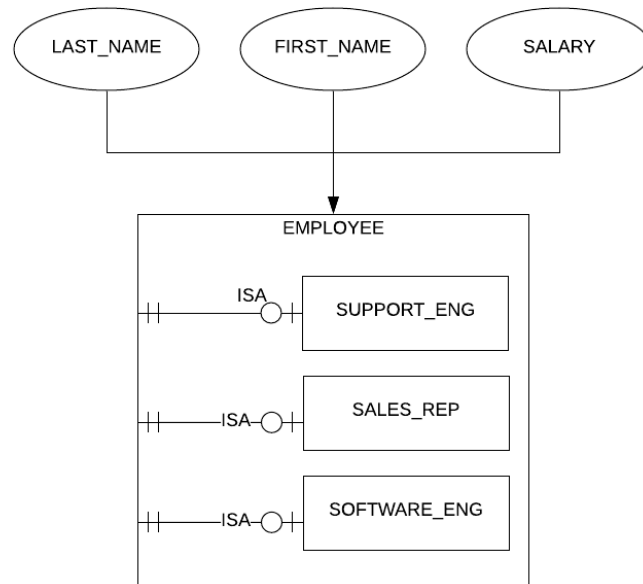 LAST_NAME
FIRST_NAME
SALARY
EMPLOYEE
ISA
SUPPORT_ENG
ISA
SALES_REP
ISA
SOFTWARE_ENG